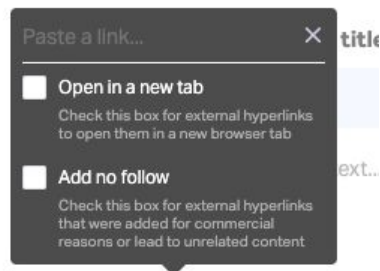 Paste a link...
title
Open in a new tab
Check this box for external hyperlinks
to open them in a new browser tab
ext...
Add no follow
Check this box for external hyperlinks
that were added for commercial
reasons or lead to unrelated content